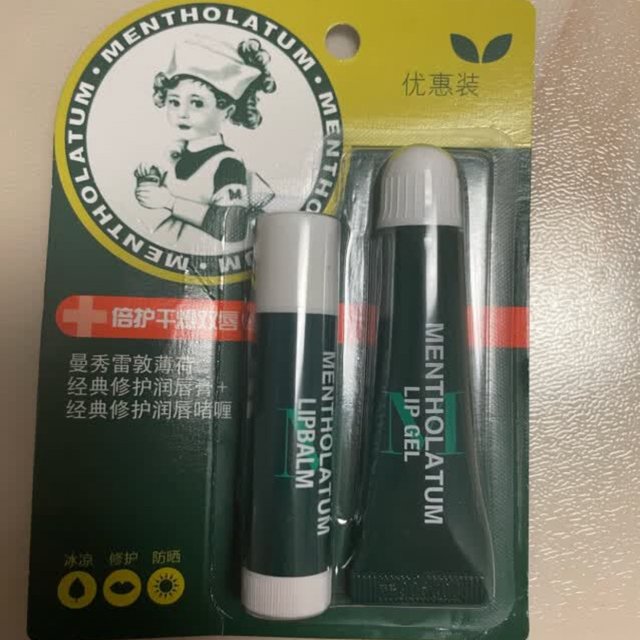 MENTHOLATUM · MENTHOLATUM · MENTHOLATUM
优惠装
倍护干燥双唇
曼秀雷敦薄荷
经典修护润唇膏+
经典修护润唇啫喱
MENTHOLATUM
LIPBALM
M
MENTHOLATUM
LIP GEL
M
冰凉 修护 防晒